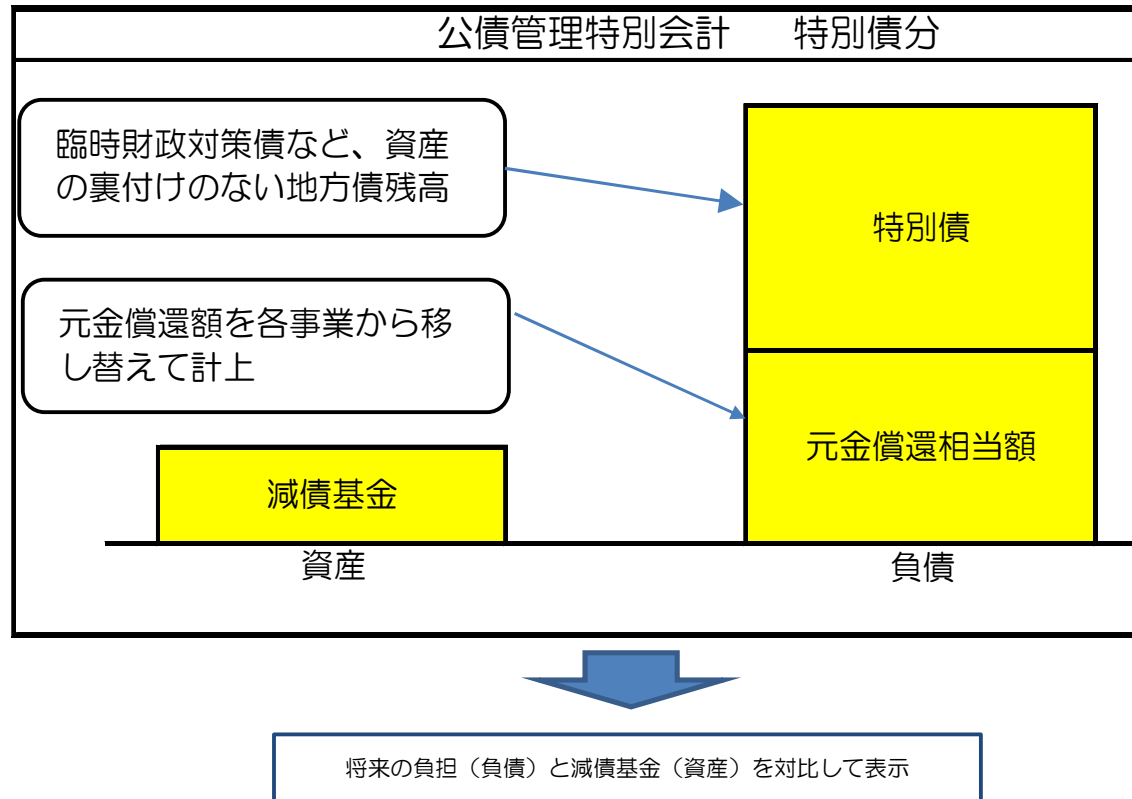 公債管理特別会計　　特別債分
臨時財政対策債など、資産
の裏付けのない地方債残高
特別債
元金償還額を各事業から移
し替えて計上
元金償還相当額
減債基金
資産
負債
将来の負担（負債）と減債基金（資産）を対比して表示